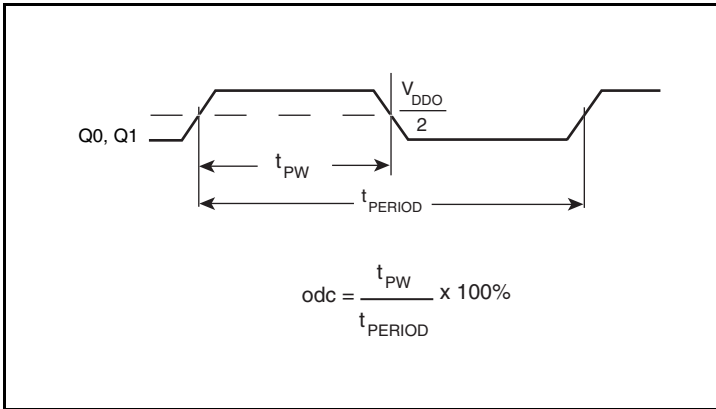 V_DDO
2
Q0, Q1
t_PW
t_PERIOD
odc = t_PW / t_PERIOD x 100%